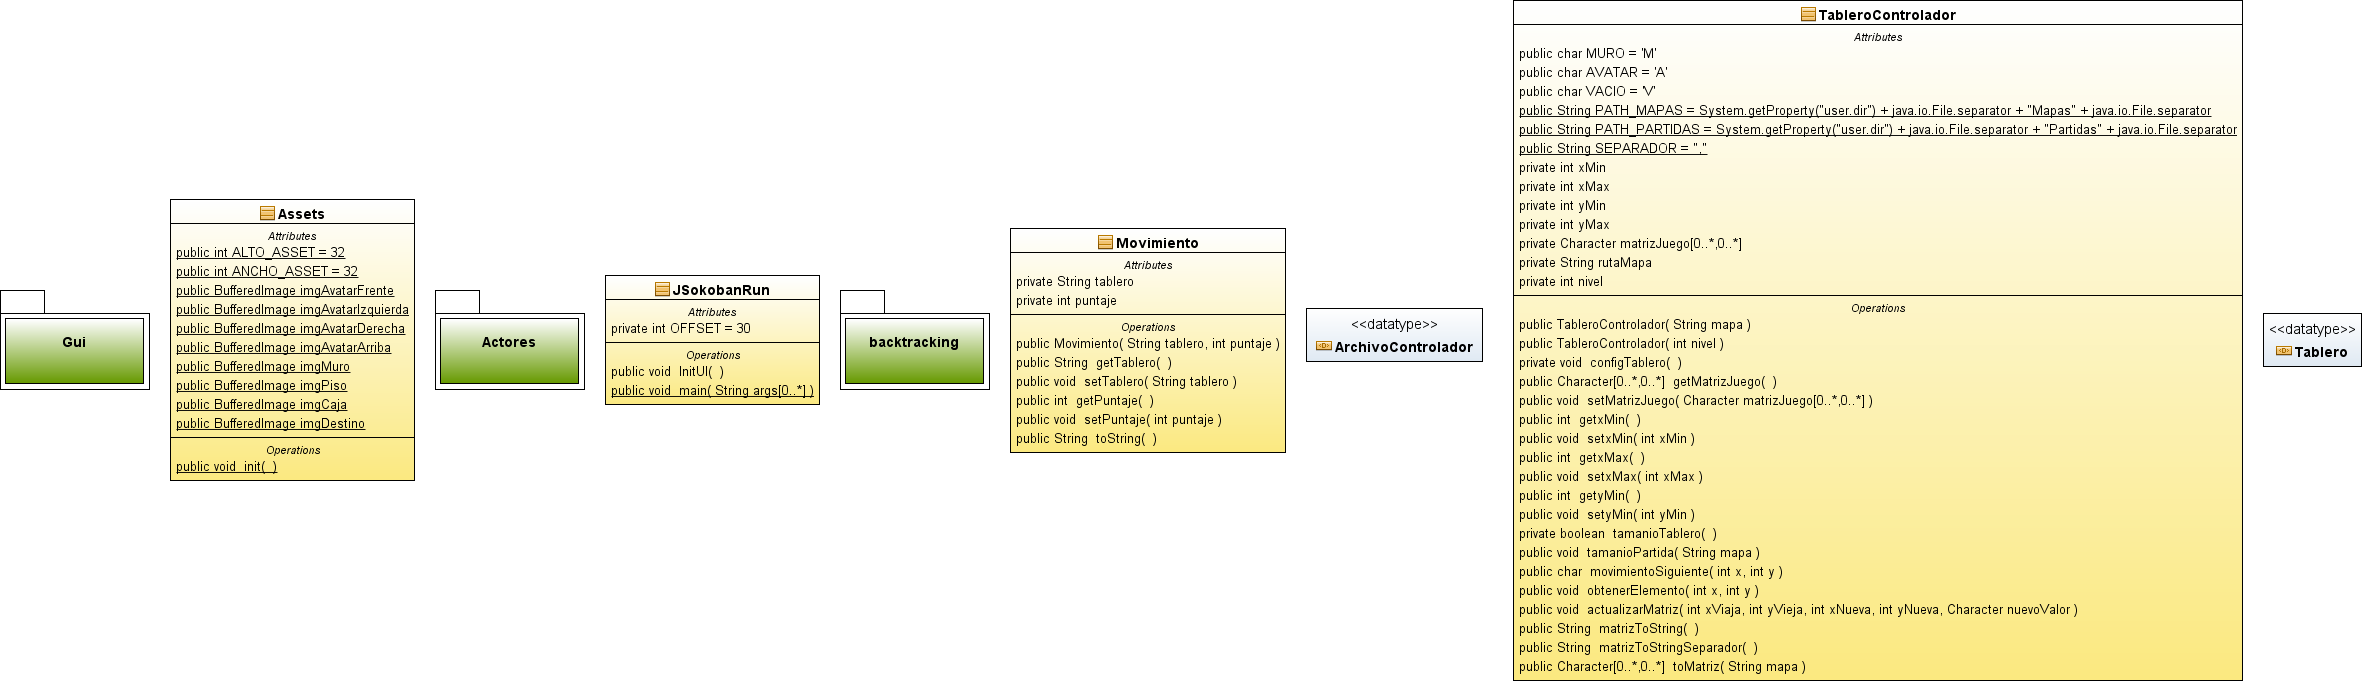 Gui
Assets
Attributes
public int ALTO_ASSET = 32
public int ANCHO_ASSET = 32
public BufferedImage imgAvatarFrente
public BufferedImage imgAvatarIzquierda
public BufferedImage imgAvatarDerecha
public BufferedImage imgAvatarArriba
public BufferedImage imgMuro
public BufferedImage imgPiso
public BufferedImage imgCaja
public BufferedImage imgDestino
Operations
public void init( )
Actores
JSokobanRun
Attributes
private int OFFSET = 30
Operations
public void InitUI( )
public void main( String args[0..*] )
backtracking
Movimiento
Attributes
private String tablero
private int puntaje
Operations
public Movimiento( String tablero, int puntaje )
public String getTablero( )
public void setTablero( String tablero )
public int getPuntaje( )
public void setPuntaje( int puntaje )
public String toString( )
<<datatype>>
ArchivoControlador
TableroControlador
Attributes
public char MURO = 'M'
public char AVATAR = 'A'
public char VACIO = 'V'
public String PATH_MAPAS = System.getProperty("user.dir") + java.io.File.separator + "Mapas" + java.io.File.separator
public String PATH_PARTIDAS = System.getProperty("user.dir") + java.io.File.separator + "Partidas" + java.io.File.separator
public String SEPARADOR = ","
private int xMin
private int xMax
private int yMin
private int yMax
private Character matrizJuego[0..*,0..*]
private String rutaMapa
private int nivel
Operations
public TableroControlador( String mapa )
public TableroControlador( int nivel )
private void configTablero( )
public Character[0..*,0..*] getMatrizJuego( )
public void setMatrizJuego( Character matrizJuego[0..*,0..*] )
public int getxMin( )
public void setxMin( int xMin )
public int getxMax( )
public void setxMax( int xMax )
public int getyMin( )
public void setyMin( int yMin )
private boolean tamanioTablero( )
public void tamanioPartida( String mapa )
public char movimientoSiguiente( int x, int y )
public void obtenerElemento( int x, int y )
public void actualizarMatriz( int xViaja, int yVieja, int xNueva, int yNueva, Character nuevoValor )
public String matrizToString( )
public String matrizToStringSeparador( )
public Character[0..*,0..*] toMatriz( String mapa )
<<datatype>>
Tablero